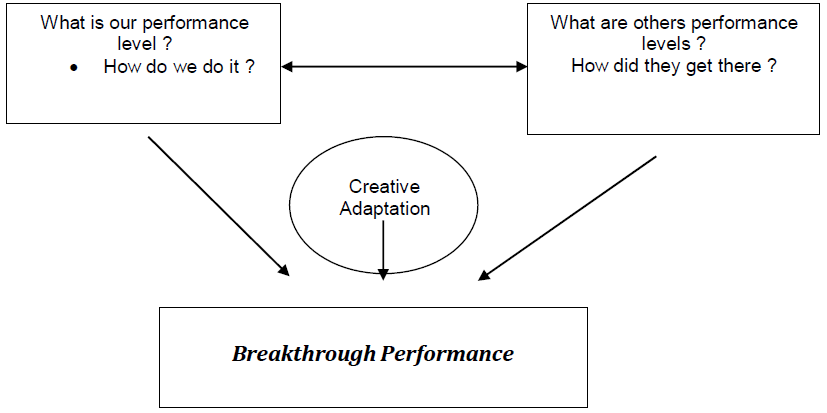 What is our performance
level ?
• How do we do it ?
What are others performance
levels ?
How did they get there ?
Creative
Adaptation
Breakthrough Performance